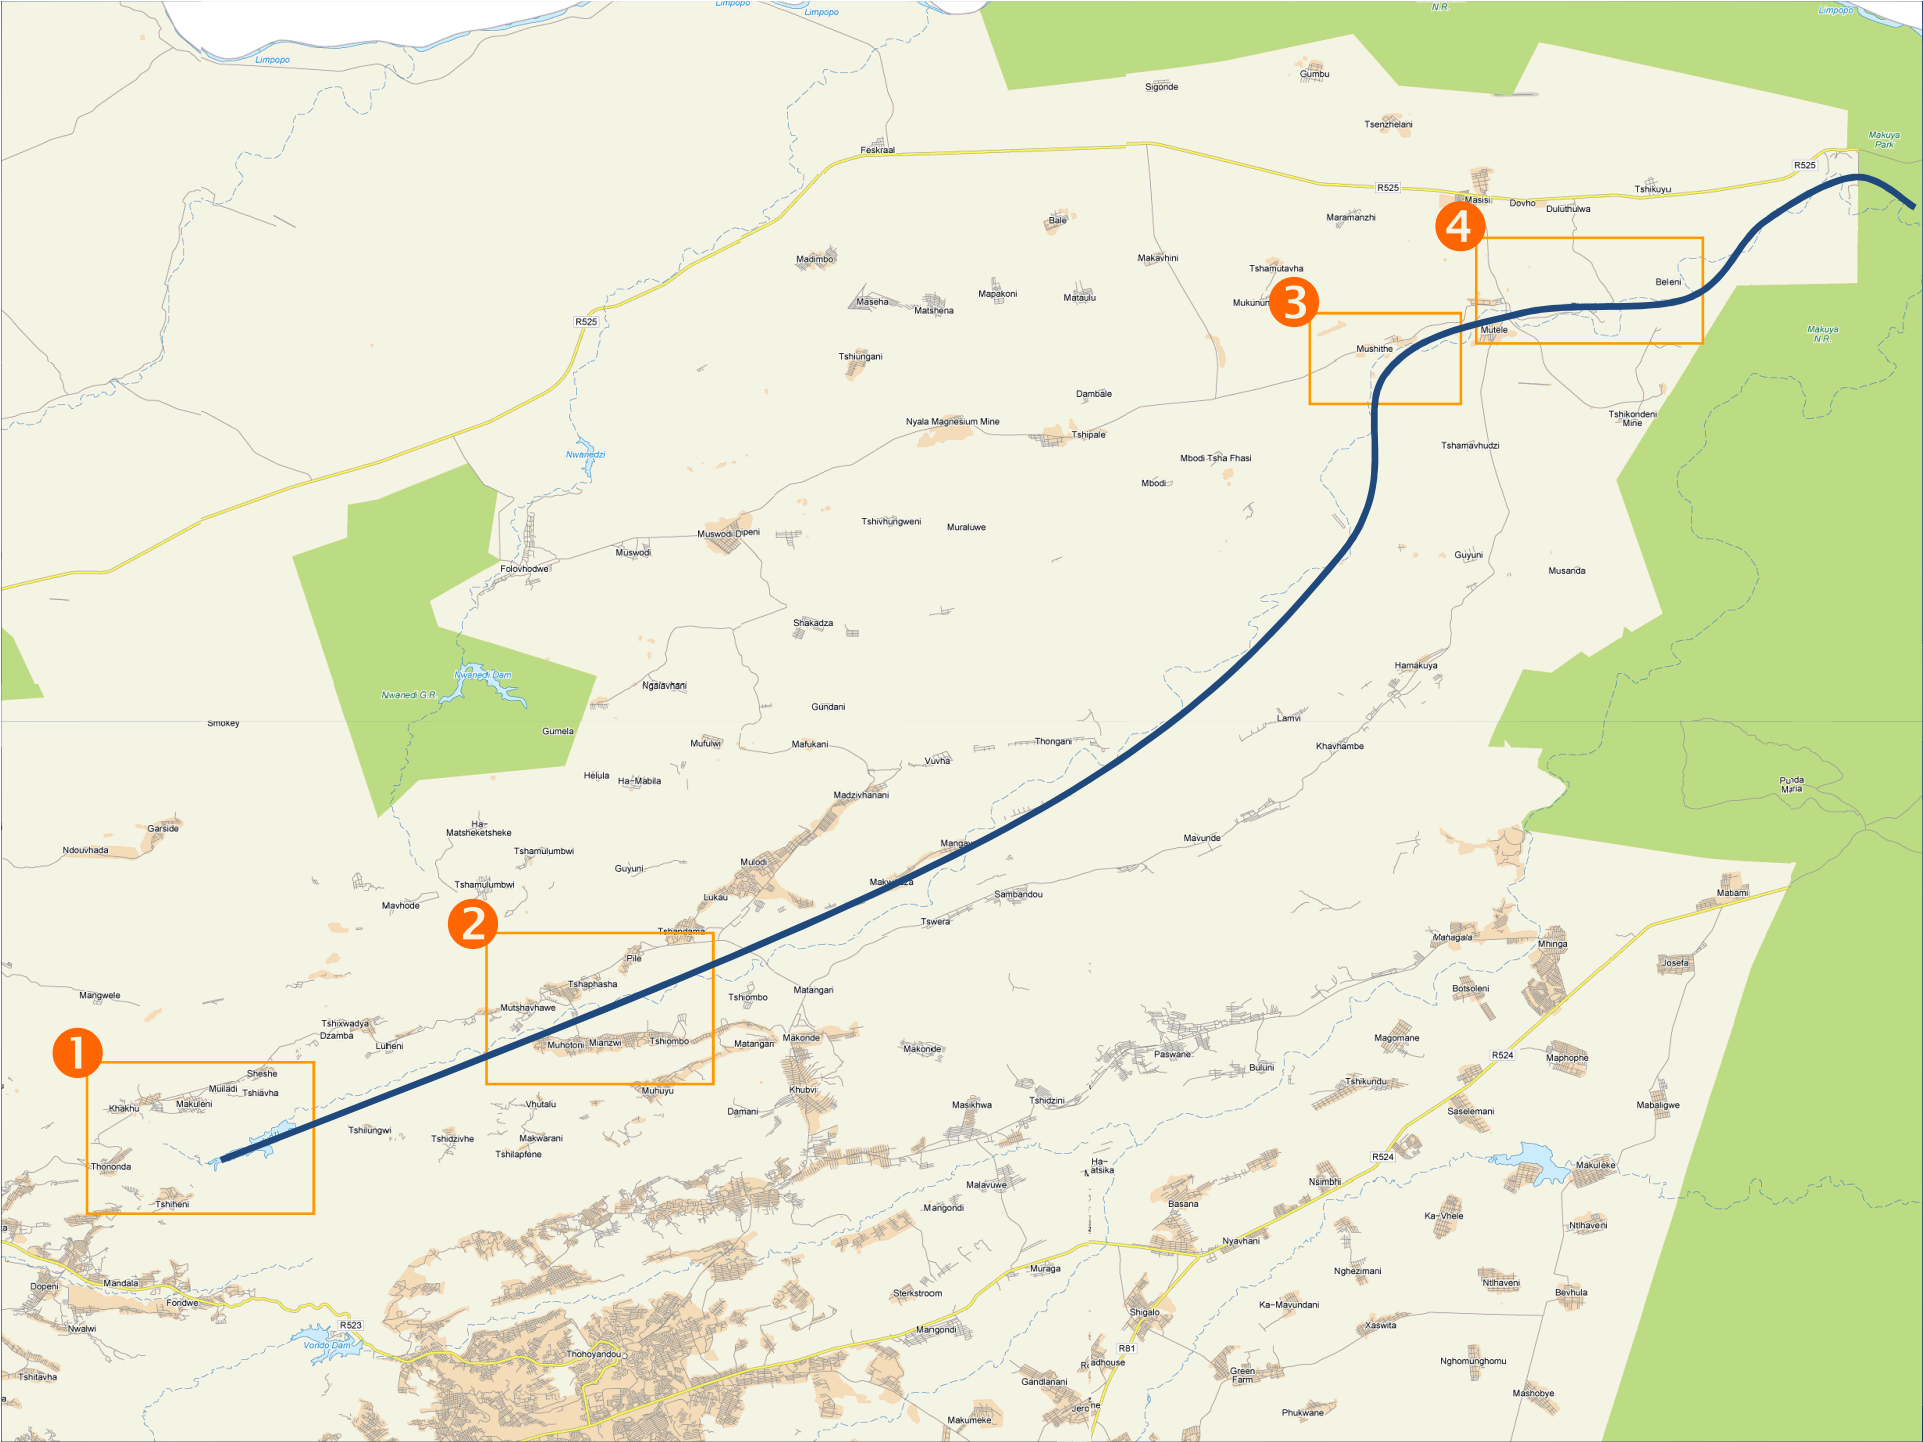 Limpopo
Limpopo
N.R.
Limpopo
Limpopo
Gumbu
Sigonde
Tsenzhelani
Makuya
Park
Feskraal
R525
R525
Tshikuyu
Masisi
Dovho
Duluthulwa
Maramanzhi
Bale
4
Madimbo
Makavhini
Tshamutavha
Beleni
Maseha
Mapakoni
Mataulu
Matshena
3
R525
Mutele
Makuya
N.R.
Mushithe
Tshiungani
Dambale
Nyala Magnesium Mine
Tshikondeni
Mine
Tshipale
Tshamavhudzi
Nwanedzi
Mbodi Tsha Fhasi
Mbodi
Tshivhungweni
Muraluwe
Muswodi Dipeni
Muswodi
Guyuni
Folovhodwe
Musanda
Shakadza
Hamakuya
Nwanedi Dam
Ngalavhani
Nwanedi G.R.
Gundani
Smokey
Lamvi
Gumela
Mufulwi
Mafukani
Thongani
Khavhambe
Vuvha
Helula
Ha-Mabila
Punda
Maria
Madzivhanani
Garside
Ha-
Matsheketsheke
Mavunde
Ndouvhada
Tshamulumbwi
Mulodi
Guyuni
Tshamulumbwi
Sambandou
Matiami
Mavhode
Lukau
Tswera
2
Tshandama
Mahagala
Mhinga
Pile
Josefa
Tshaphasha
Matangari
Botsoleni
Mangwele
Tshiombo
Mutshavhawe
Tshixwadya
Dzamba
Luheni
Muhotoni
Mianzwi
Tshiombo
Matangari
Makonde
Makonde
Magomane
Paswane
R524
Maphophe
1
Sheshe
Buluni
Muiladi
Tshiavha
Muhuyu
Khubvi
Tshikundu
Khakhu
Makuleni
Vhutalu
Damani
Masikhwa
Tshidzini
Saselemani
Mabaligwe
Tshilungwi
Tshidzivhe
Makwarani
Tshilapfene
R524
Thononda
Ha-
Makuleke
Malavuwe
Nsimbhi
Tshiheni
Mangondi
Basana
Ka-Vhele
Ntlhaveni
Nyavhani
Muraga
Nghezimani
Dopeni
Mandala
Ntlhaveni
Sterkstroom
Bevhula
Fondwe
Ka-Mavundani
Shigalo
Nwalwi
R523
Mangondi
Xaswita
Vondo Dam
Thohoyandou
R81
Nghomunghomu
Tshitavha
Green
Farm
Gandlanani
Mashobye
Makumeke
Phukwane